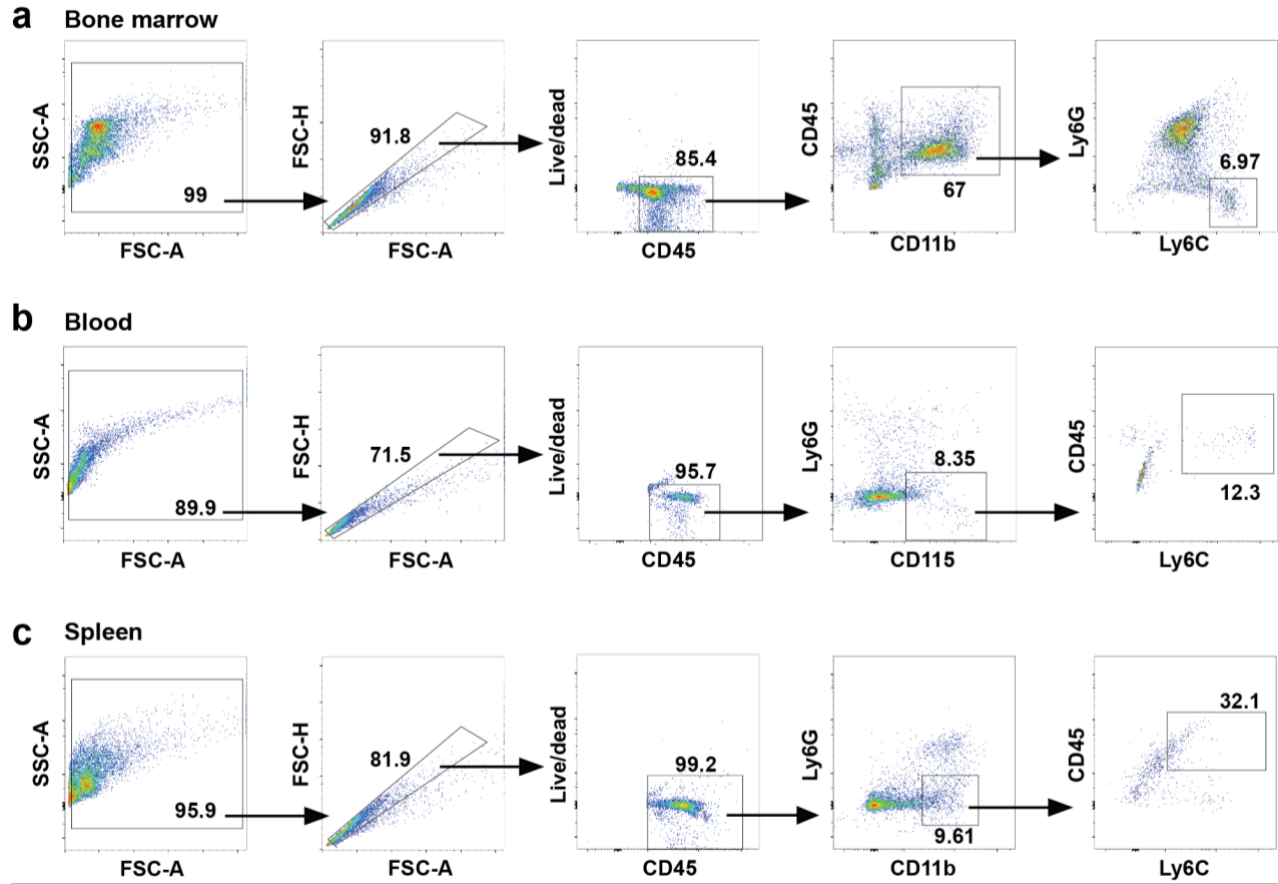 a Bone marrow
SSC-A
99
FSC-A
FSC-H
91.8
FSC-A
Live/dead
85.4
CD45
CD45
67
CD11b
Ly6G
6.97
Ly6C
b Blood
SSC-A
89.9
FSC-A
FSC-H
71.5
FSC-A
Live/dead
95.7
CD45
Ly6G
8.35
CD115
CD45
12.3
Ly6C
c Spleen
SSC-A
95.9
FSC-A
FSC-H
81.9
FSC-A
Live/dead
99.2
CD45
Ly6G
9.61
CD11b
CD45
32.1
Ly6C